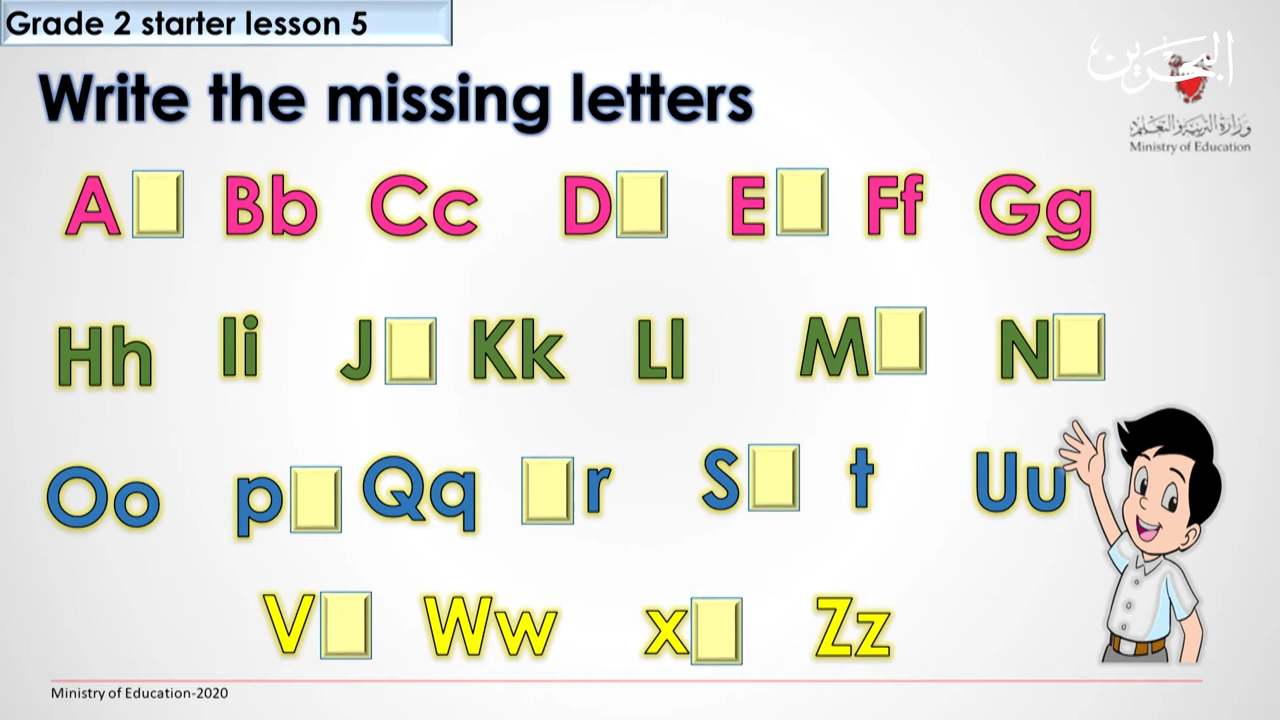 Grade 2 starter lesson 5
البحرين
Write the missing letters
وزارة التربية والتعليم
Ministry of Education
A Bb Cc D E Ff Gg
Hh Ii J Kk Ll M N
Oo p Qq r S t Uu
V Ww x Zz
Ministry of Education-2020